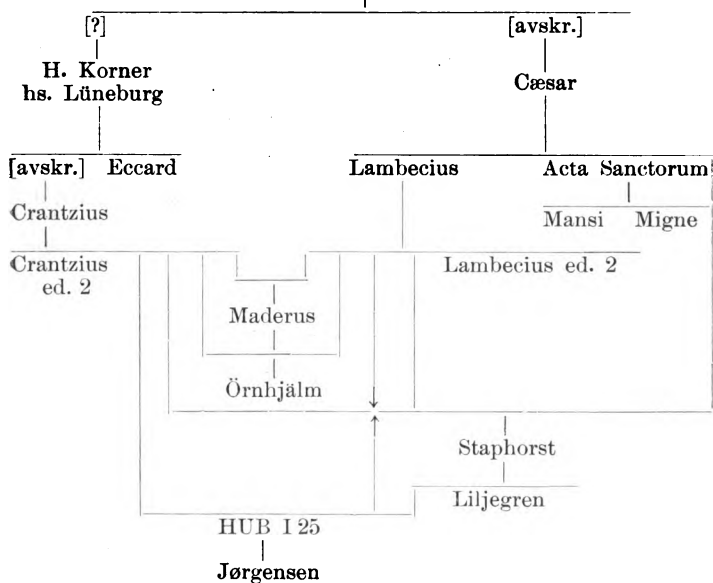 [?] [avskr.]
H. Korner
hs. Lüneburg
Cæsar
[avskr.] Eccard Lambecius Acta Sanctorum
Crantzius Mansi Migne
Crantzius Lambecius ed. 2
ed. 2
Maderus
Örnhjälm
Staphorst
Liljegren
HUB I 25
Jørgensen